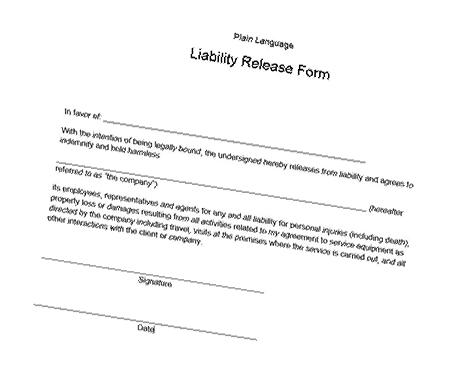 Plain Language
Liability Release Form
In favor of:
With the intention of being legally bound, the undersigned hereby releases from liability and agrees to
indemnify and hold harmless
(hereafter
referred to as "the company")
its employees, representatives and agents for any and all liability for personal injuries (including death),
property loss or damages resulting from all activities related to my agreement to service equipment as
directed by the company including travel, visits at the premises where the service is carried out, and all
other interactions with the client or company.
Signature
Date